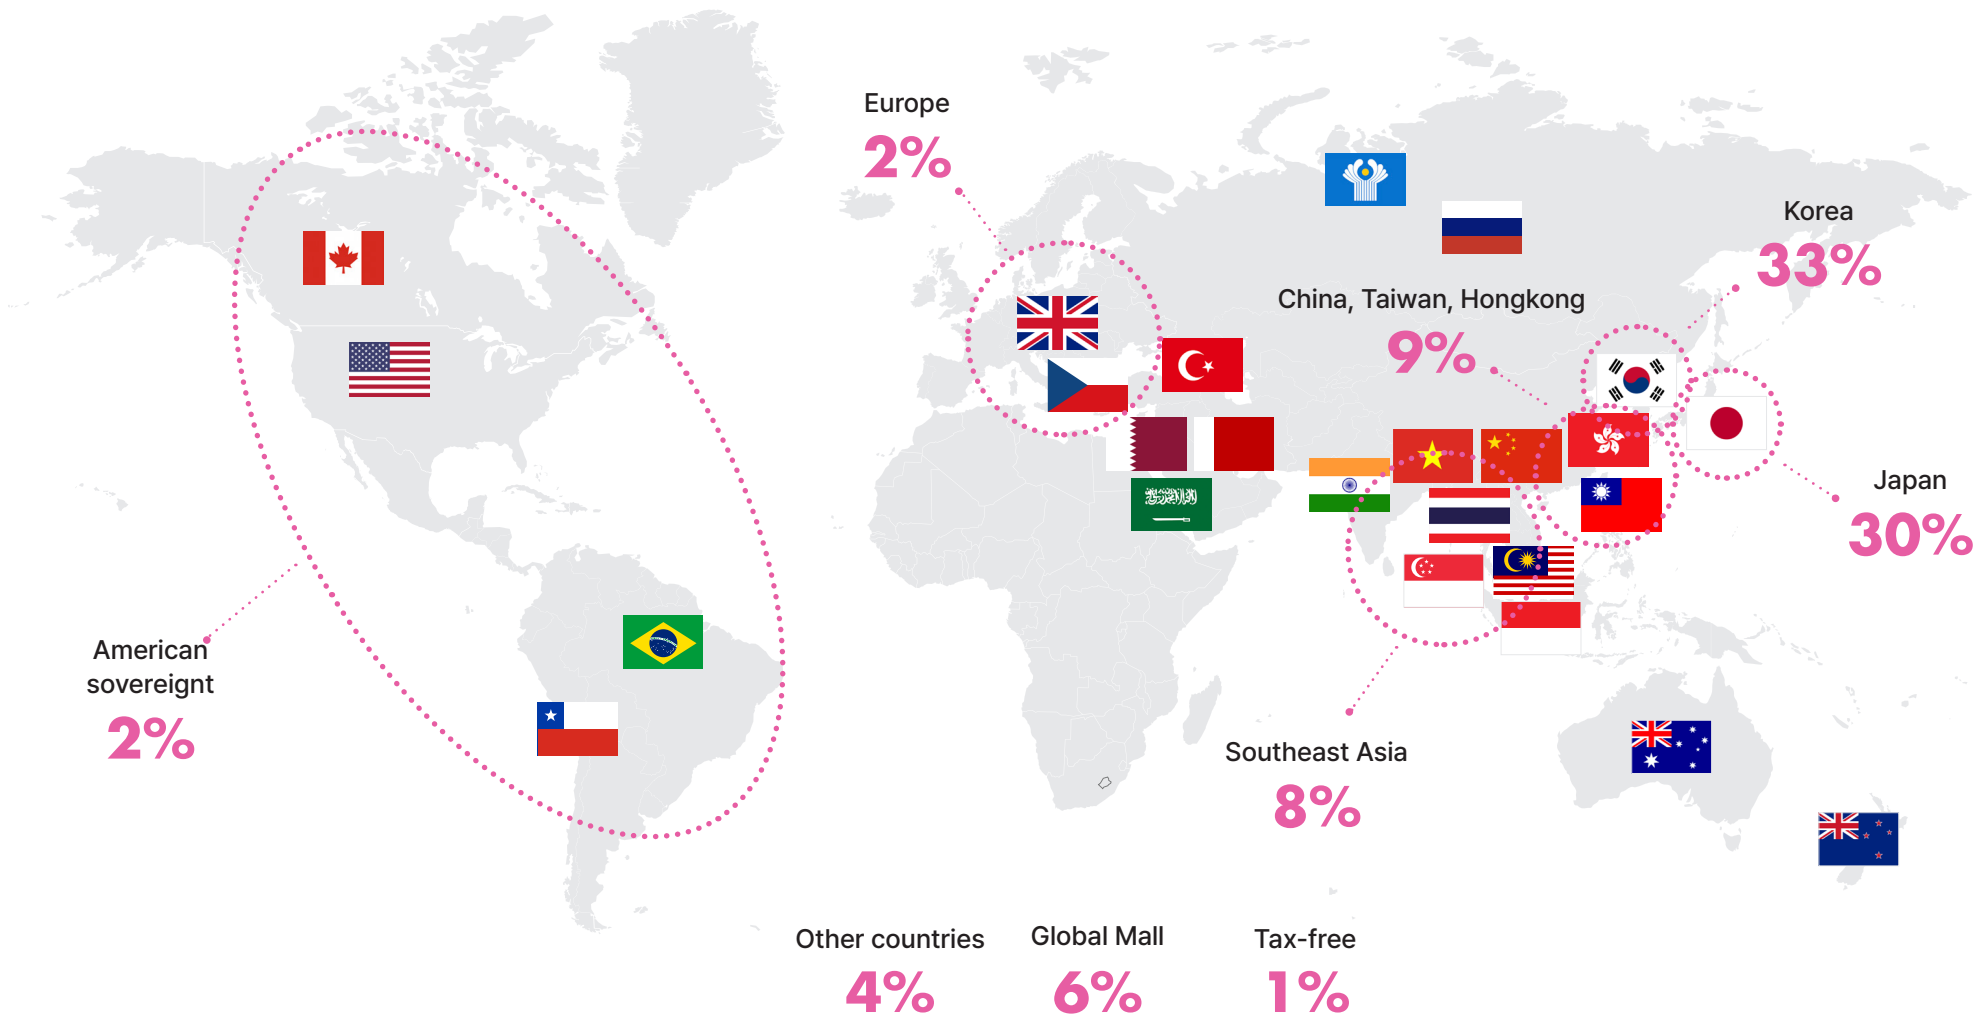 Europe
2%
Korea
33%
China, Taiwan, Hongkong
9%
Japan
30%
American
sovereignt
2%
Southeast Asia
8%
Other countries
4%
Global Mall
6%
Tax-free
1%